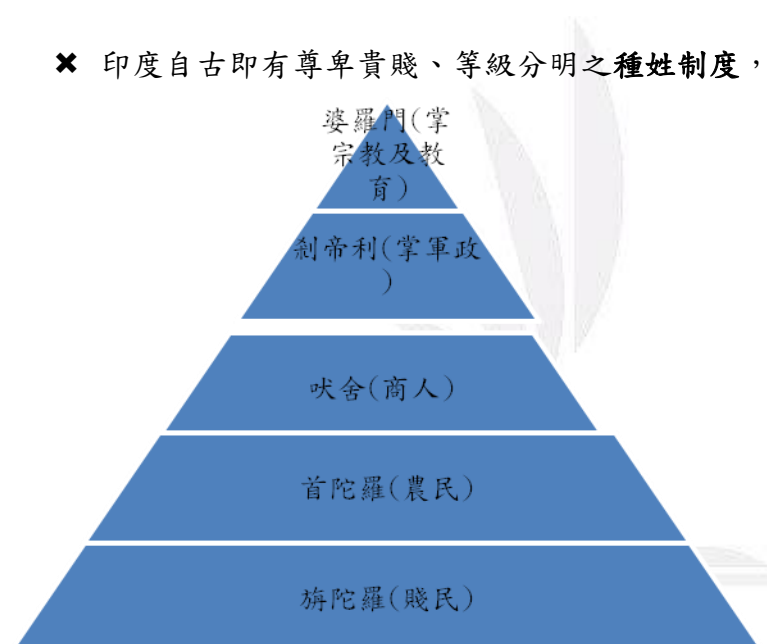 ✖ 印度自古即有尊卑貴賤、等級分明之種姓制度，
婆羅門(掌
宗教及教
育)
剎帝利(掌軍政
)
吠舍(商人)
首陀羅(農民)
旃陀羅(賤民)